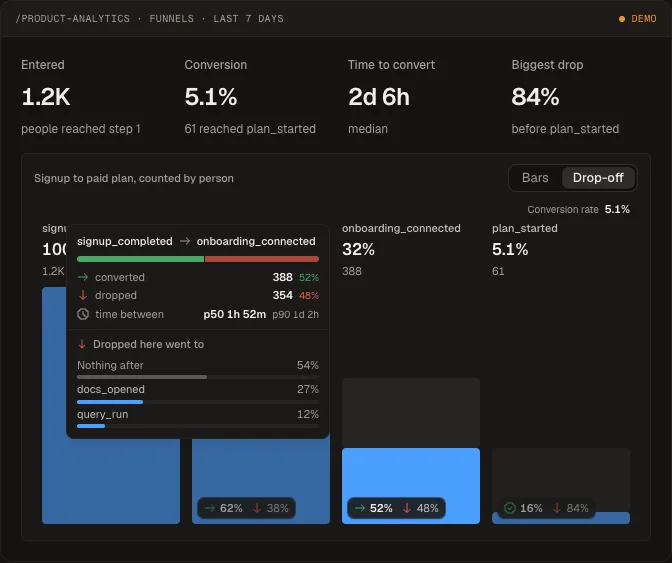 /PRODUCT-ANALYTICS · FUNNELS · LAST 7 DAYS
DEMO
Entered
1.2K
people reached step 1
Conversion
5.1%
61 reached plan_started
Time to convert
2d 6h
median
Biggest drop
84%
before plan_started
Signup to paid plan, counted by person
Bars
Drop-off
Conversion rate 5.1%
1.2K
signup_completed → onboarding_connected
→ converted 388 52%
↓ dropped 354 48%
time between p50 1h 52m p90 1d 2h
↓ Dropped here went to
Nothing after 54%
docs_opened 27%
query_run 12%
onboarding_connected
32%
388
plan_started
5.1%
61
→ 62% ↓ 38%
→ 52% ↓ 48%
16% ↓ 84%